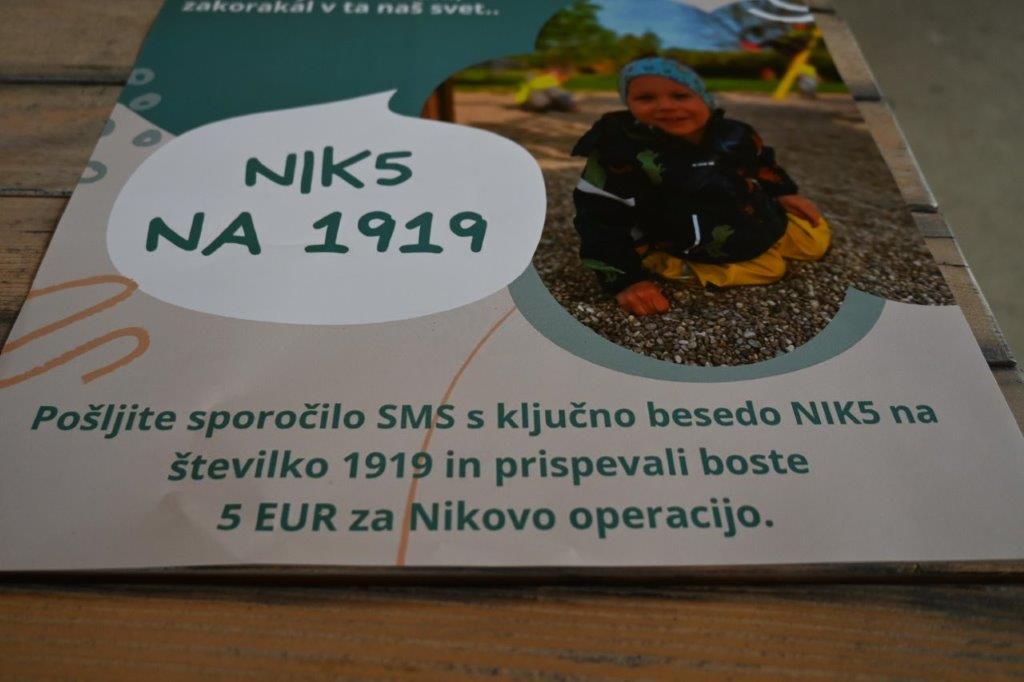 zakorakal v ta naš svet..
NIK5
NA 1919
Pošljite sporočilo SMS s ključno besedo NIK5 na
številko 1919 in prispevali boste
5 EUR za Nikovo operacijo.